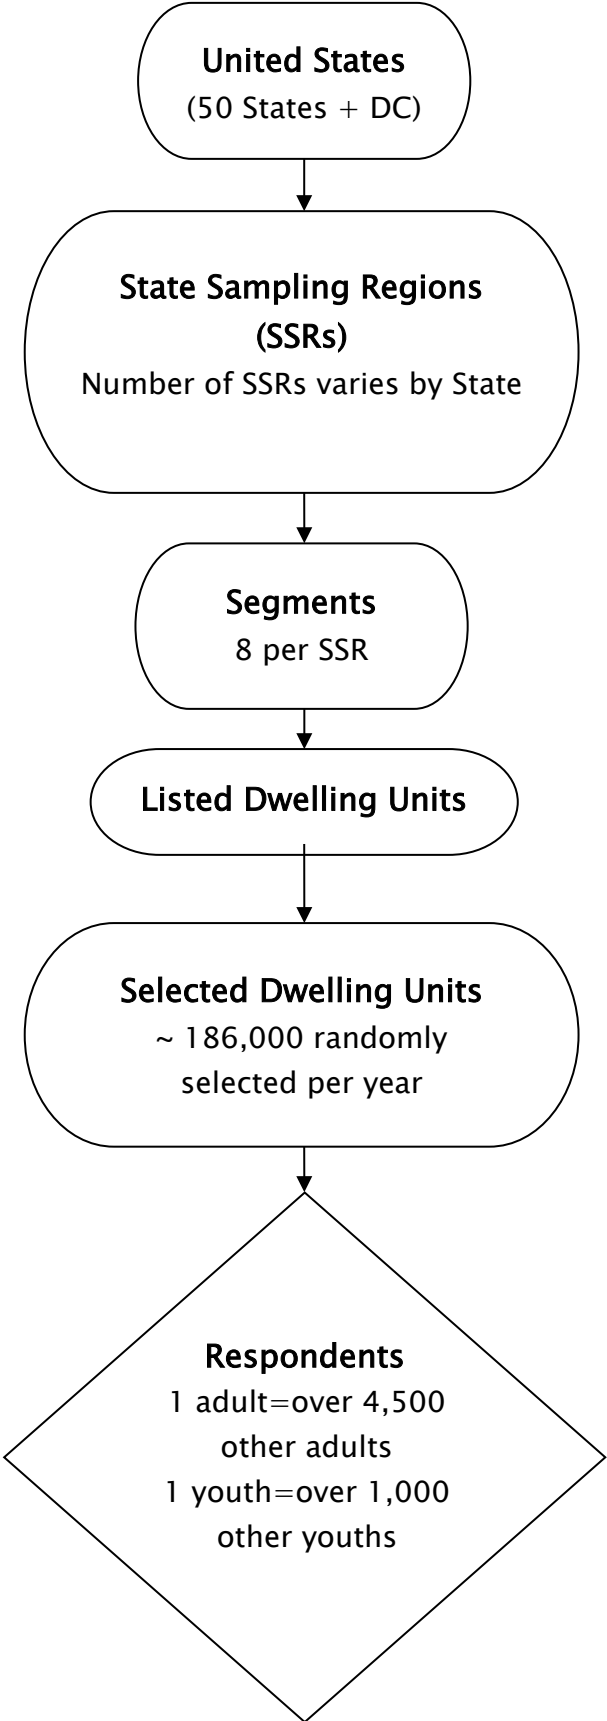 United States
(50 States + DC)
State Sampling Regions
(SSRs)
Number of SSRs varies by State
Segments
8 per SSR
Listed Dwelling Units
Selected Dwelling Units
~ 186,000 randomly
selected per year
Respondents
1 adult=over 4,500
other adults
1 youth=over 1,000
other youths